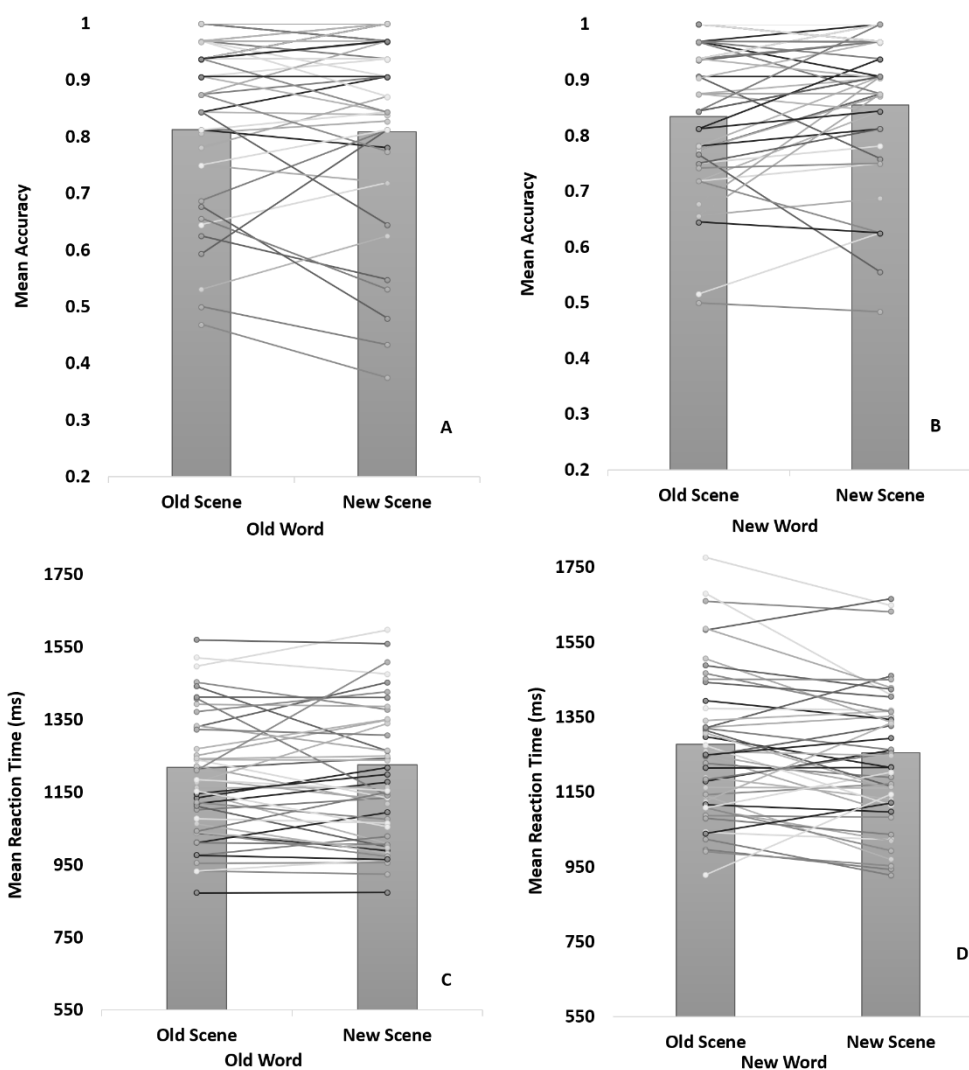 1
0.9
0.8
0.7
0.6
0.5
0.4
0.3
0.2
Mean Accuracy
A
Old Scene New Scene
Old Word
1
0.9
0.8
0.7
0.6
0.5
0.4
0.3
0.2
Mean Accuracy
B
Old Scene New Scene
New Word
1750
1550
1350
1150
950
750
550
Mean Reaction Time (ms)
C
Old Scene New Scene
Old Word
1750
1550
1350
1150
950
750
550
Mean Reaction Time (ms)
D
Old Scene New Scene
New Word